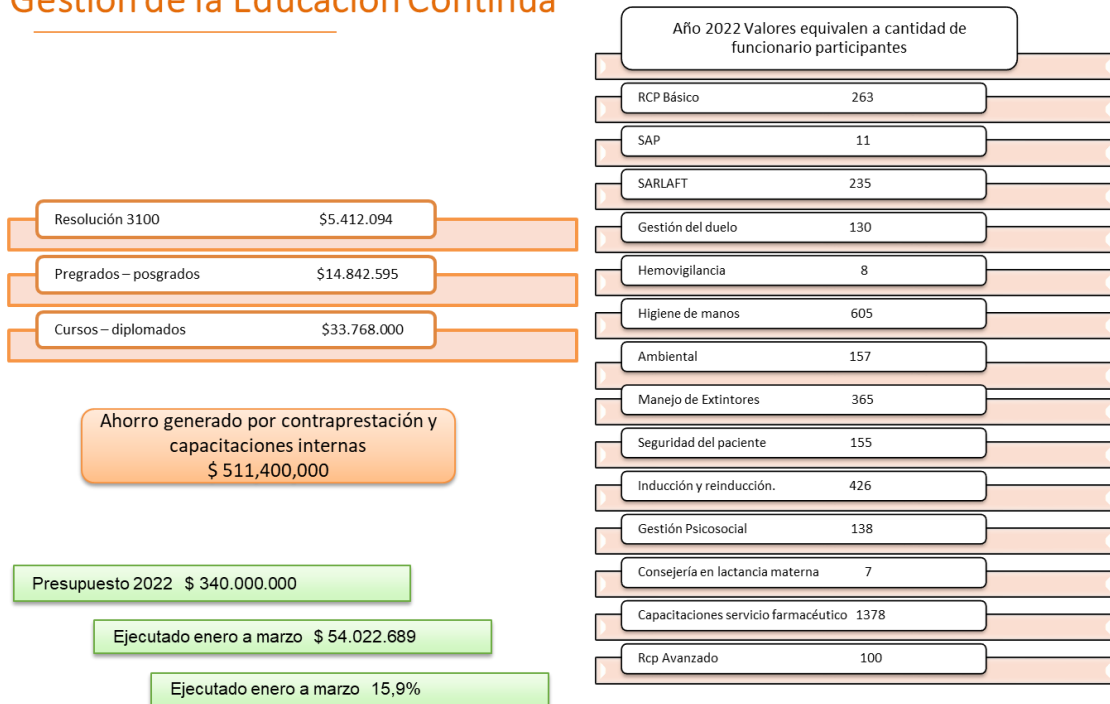 Gestión de la Educación Continua
Resolución 3100 $5.412.094
Pregrados – posgrados $14.842.595
Cursos – diplomados $33.768.000
Ahorro generado por contraprestación y
capacitaciones internas
$ 511,400,000
Presupuesto 2022 $ 340.000.000
Ejecutado enero a marzo $ 54.022.689
Ejecutado enero a marzo 15,9%
Año 2022 Valores equivalen a cantidad de
funcionario participantes
RCP Básico 263
SAP 11
SARLAFT 235
Gestión del duelo 130
Hemovigilancia 8
Higiene de manos 605
Ambiental 157
Manejo de Extintores 365
Seguridad del paciente 155
Inducción y reinducción. 426
Gestión Psicosocial 138
Consejería en lactancia materna 7
Capacitaciones servicio farmacéutico 1378
Rcp Avanzado 100